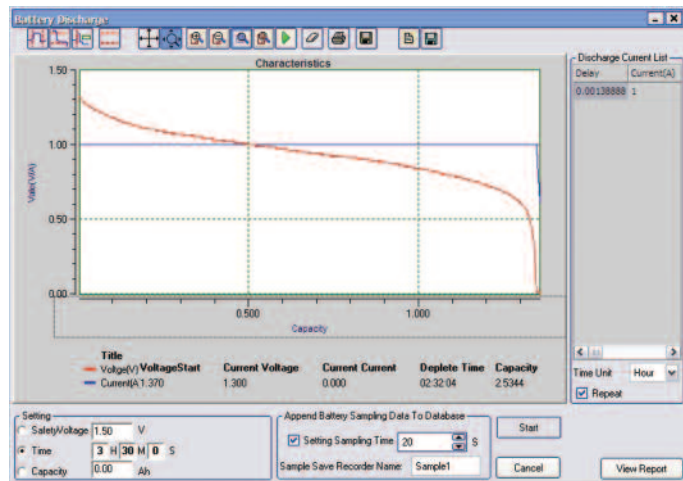 Battery Discharge
Characteristics
1.50
1.00
0.50
0.00
Vale(V/A)
0.500
1.000
Capacity
Title
Voltge(V) VoltageStart Current Voltage Current Current Deplete Time Capacity
Current(A 1.370 1.300 0.000 02:32:04 2.5344
Discharge Current List
Delay Current(A)
0.00138888 1
Time Unit Hour
Repeat
Setting
SafetyVoltage 1.50 V
Time 3 H 30 M 0 S
Capacity 0.00 Ah
Append Battery Sampling Data To Database
Setting Sampling Time 20 S
Sample Save Recorder Name: Sample1
Start
Cancel
View Report